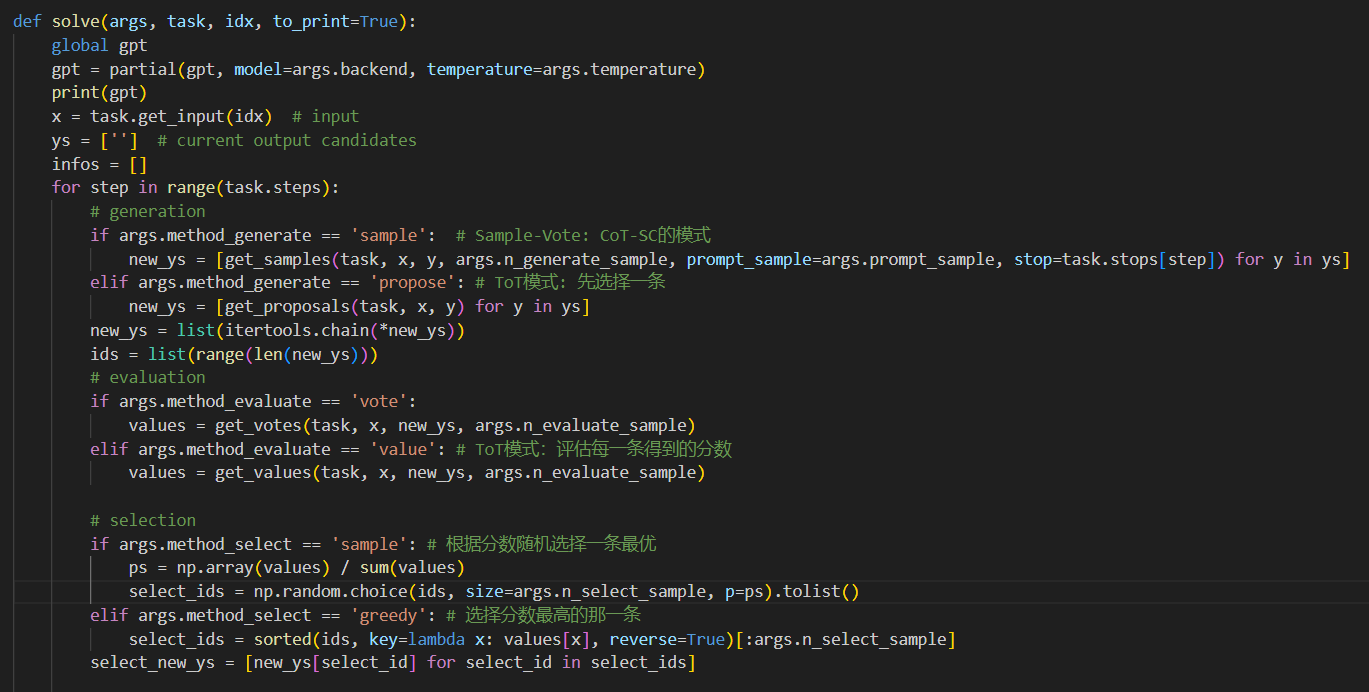 def solve(args, task, idx, to_print=True):
    global gpt
    gpt = partial(gpt, model=args.backend, temperature=args.temperature)
    print(gpt)
    x = task.get_input(idx)  # input
    ys = ['']  # current output candidates
    infos = []
    for step in range(task.steps):
        # generation
        if args.method_generate == 'sample':  # Sample-Vote: CoT-SC的模式
            new_ys = [get_samples(task, x, y, args.n_generate_sample, prompt_sample=args.prompt_sample, stop=task.stops[step]) for y in ys]
        elif args.method_generate == 'propose': # ToT模式: 先选择一条
            new_ys = [get_proposals(task, x, y) for y in ys]
        new_ys = list(itertools.chain(*new_ys))
        ids = list(range(len(new_ys)))
        # evaluation
        if args.method_evaluate == 'vote':
            values = get_votes(task, x, new_ys, args.n_evaluate_sample)
        elif args.method_evaluate == 'value': # ToT模式: 评估每一条得到的分数
            values = get_values(task, x, new_ys, args.n_evaluate_sample)

        # selection
        if args.method_select == 'sample': # 根据分数随机选择一条最优
            ps = np.array(values) / sum(values)
            select_ids = np.random.choice(ids, size=args.n_select_sample, p=ps).tolist()
        elif args.method_select == 'greedy': # 选择分数最高的那一条
            select_ids = sorted(ids, key=lambda x: values[x], reverse=True)[:args.n_select_sample]
        select_new_ys = [new_ys[select_id] for select_id in select_ids]